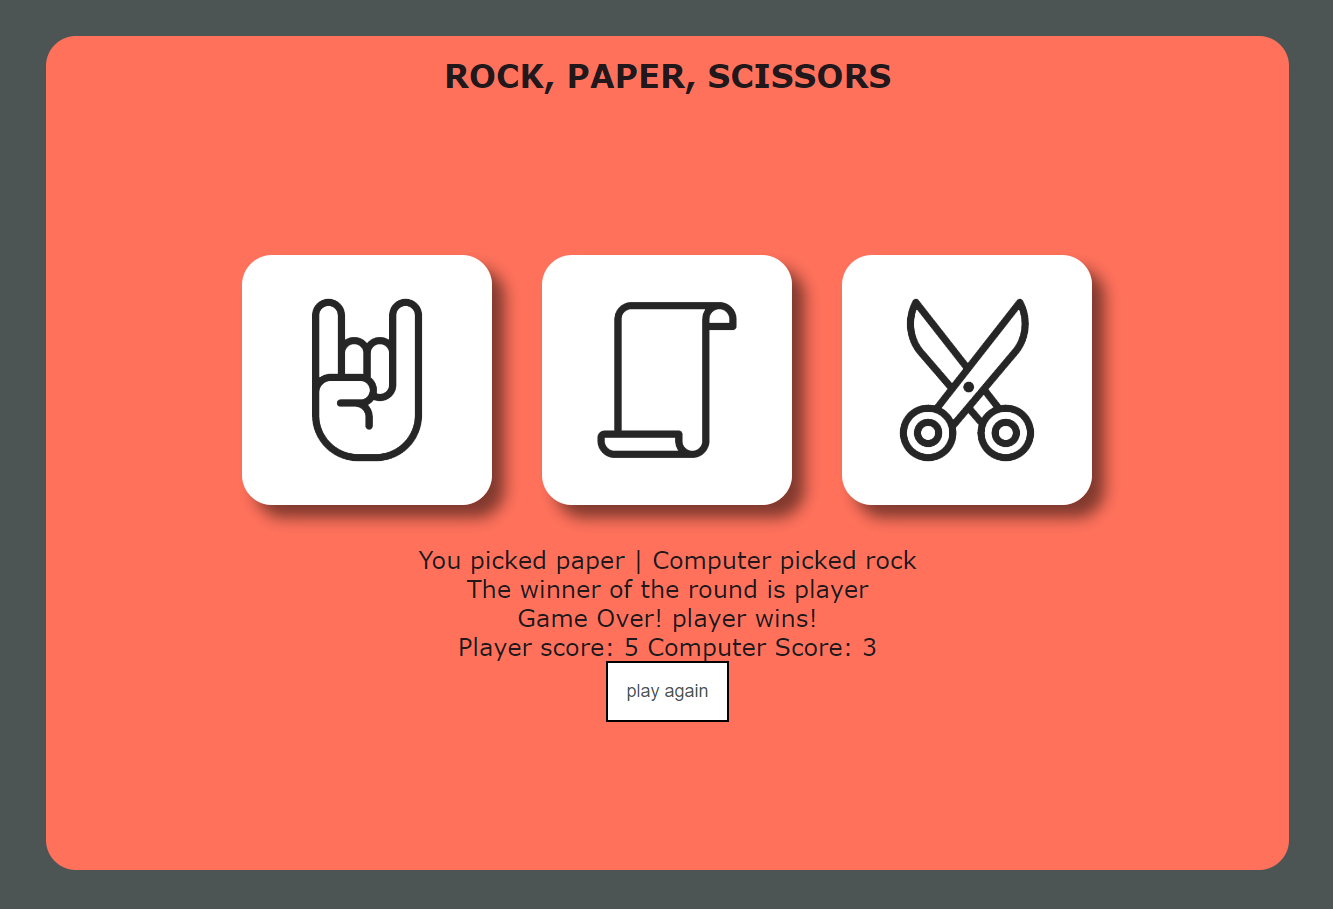 ROCK, PAPER, SCISSORS
You picked paper | Computer picked rock
The winner of the round is player
Game Over! player wins!
Player score: 5 Computer Score: 3
play again